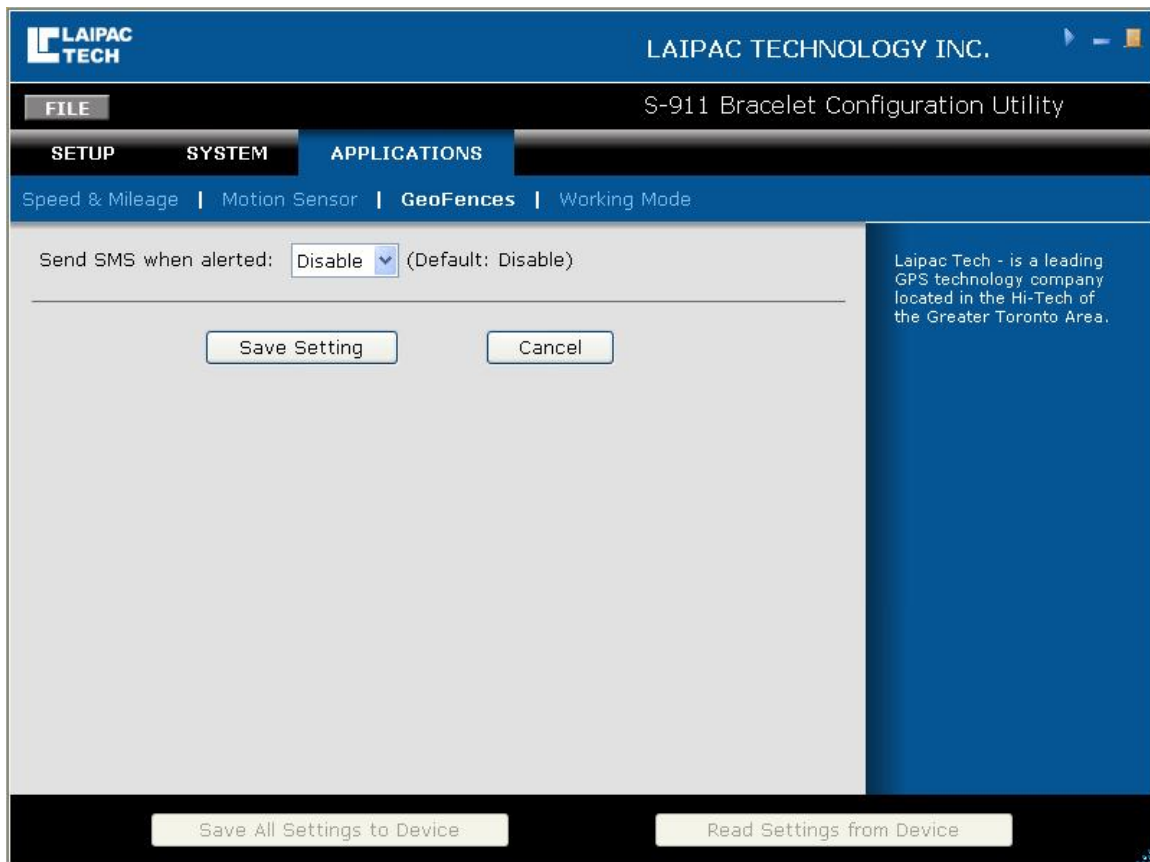 LAIPAC
TECH
LAIPAC TECHNOLOGY INC.
FILE
S-911 Bracelet Configuration Utility
SETUP SYSTEM APPLICATIONS
Speed & Mileage | Motion Sensor | GeoFences | Working Mode
Send SMS when alerted: Disable (Default: Disable)
Laipac Tech - is a leading
GPS technology company
located in the Hi-Tech of
the Greater Toronto Area.
Save Setting Cancel
Save All Settings to Device Read Settings from Device